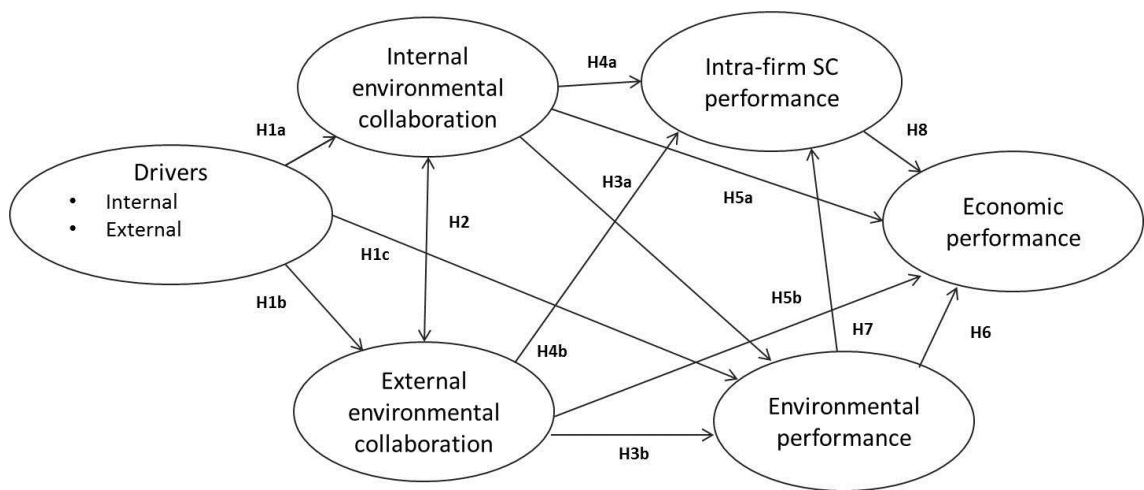 Internal
environmental
collaboration
H4a
Intra-firm SC
performance
H1a
H8
Drivers
• Internal
• External
H3a
H5a
H2
Economic
performance
H1c
H1b
H5b
H7
H6
H4b
External
environmental
collaboration
Environmental
performance
H3b